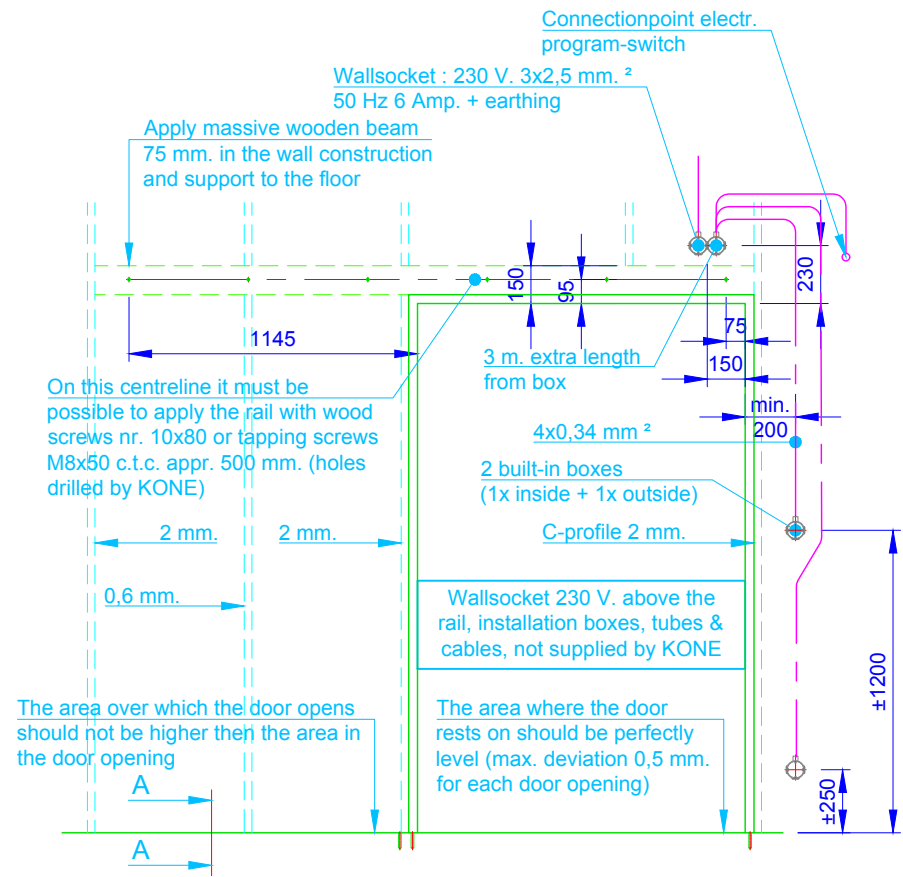 Connectionpoint electr.
program-switch
Wallsocket : 230 V. 3x2,5 mm. ²
50 Hz 6 Amp. + earthing
Apply massive wooden beam
75 mm. in the wall construction
and support to the floor
150
95
230
1145
75
150
3 m. extra length
from box
On this centreline it must be
possible to apply the rail with wood
screws nr. 10x80 or tapping screws
M8x50 c.t.c. appr. 500 mm. (holes
drilled by KONE)
min.
200
4x0,34 mm ²
2 built-in boxes
(1x inside + 1x outside)
2 mm.
2 mm.
C-profile 2 mm.
0,6 mm.
Wallsocket 230 V. above the
rail, installation boxes, tubes &
cables, not supplied by KONE
±1200
The area over which the door opens
should not be higher then the area in
the door opening
The area where the door
rests on should be perfectly
level (max. deviation 0,5 mm.
for each door opening)
±250
A
A